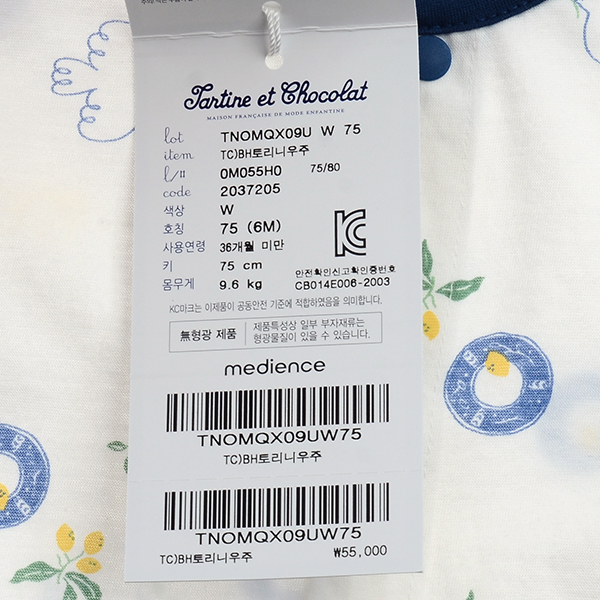 Tartine et Chocolat
MAISON FRANÇAISE DE MODE ENFANTINE
lot TNOMQX09U W 75
item TC)BH토리니우주
l/# 0M055H0 75/80
code 2037205
색상 W
호칭 75 (6M)
사용연령 36개월 미만
키 75 cm
몸무게 9.6 kg
안전확인신고확인증번호
CB014E006-2003
KC마크는 이제품이 공통안전 기준에 적합하였음을 의미합니다.
無형광 제품
제품특성상 일부 부자재류는
형광물질이 있을 수 있습니다.
medience
TNOMQX09UW75
TC)BH토리니우주
TNOMQX09UW75
TC)BH토리니우주 ₩55,000